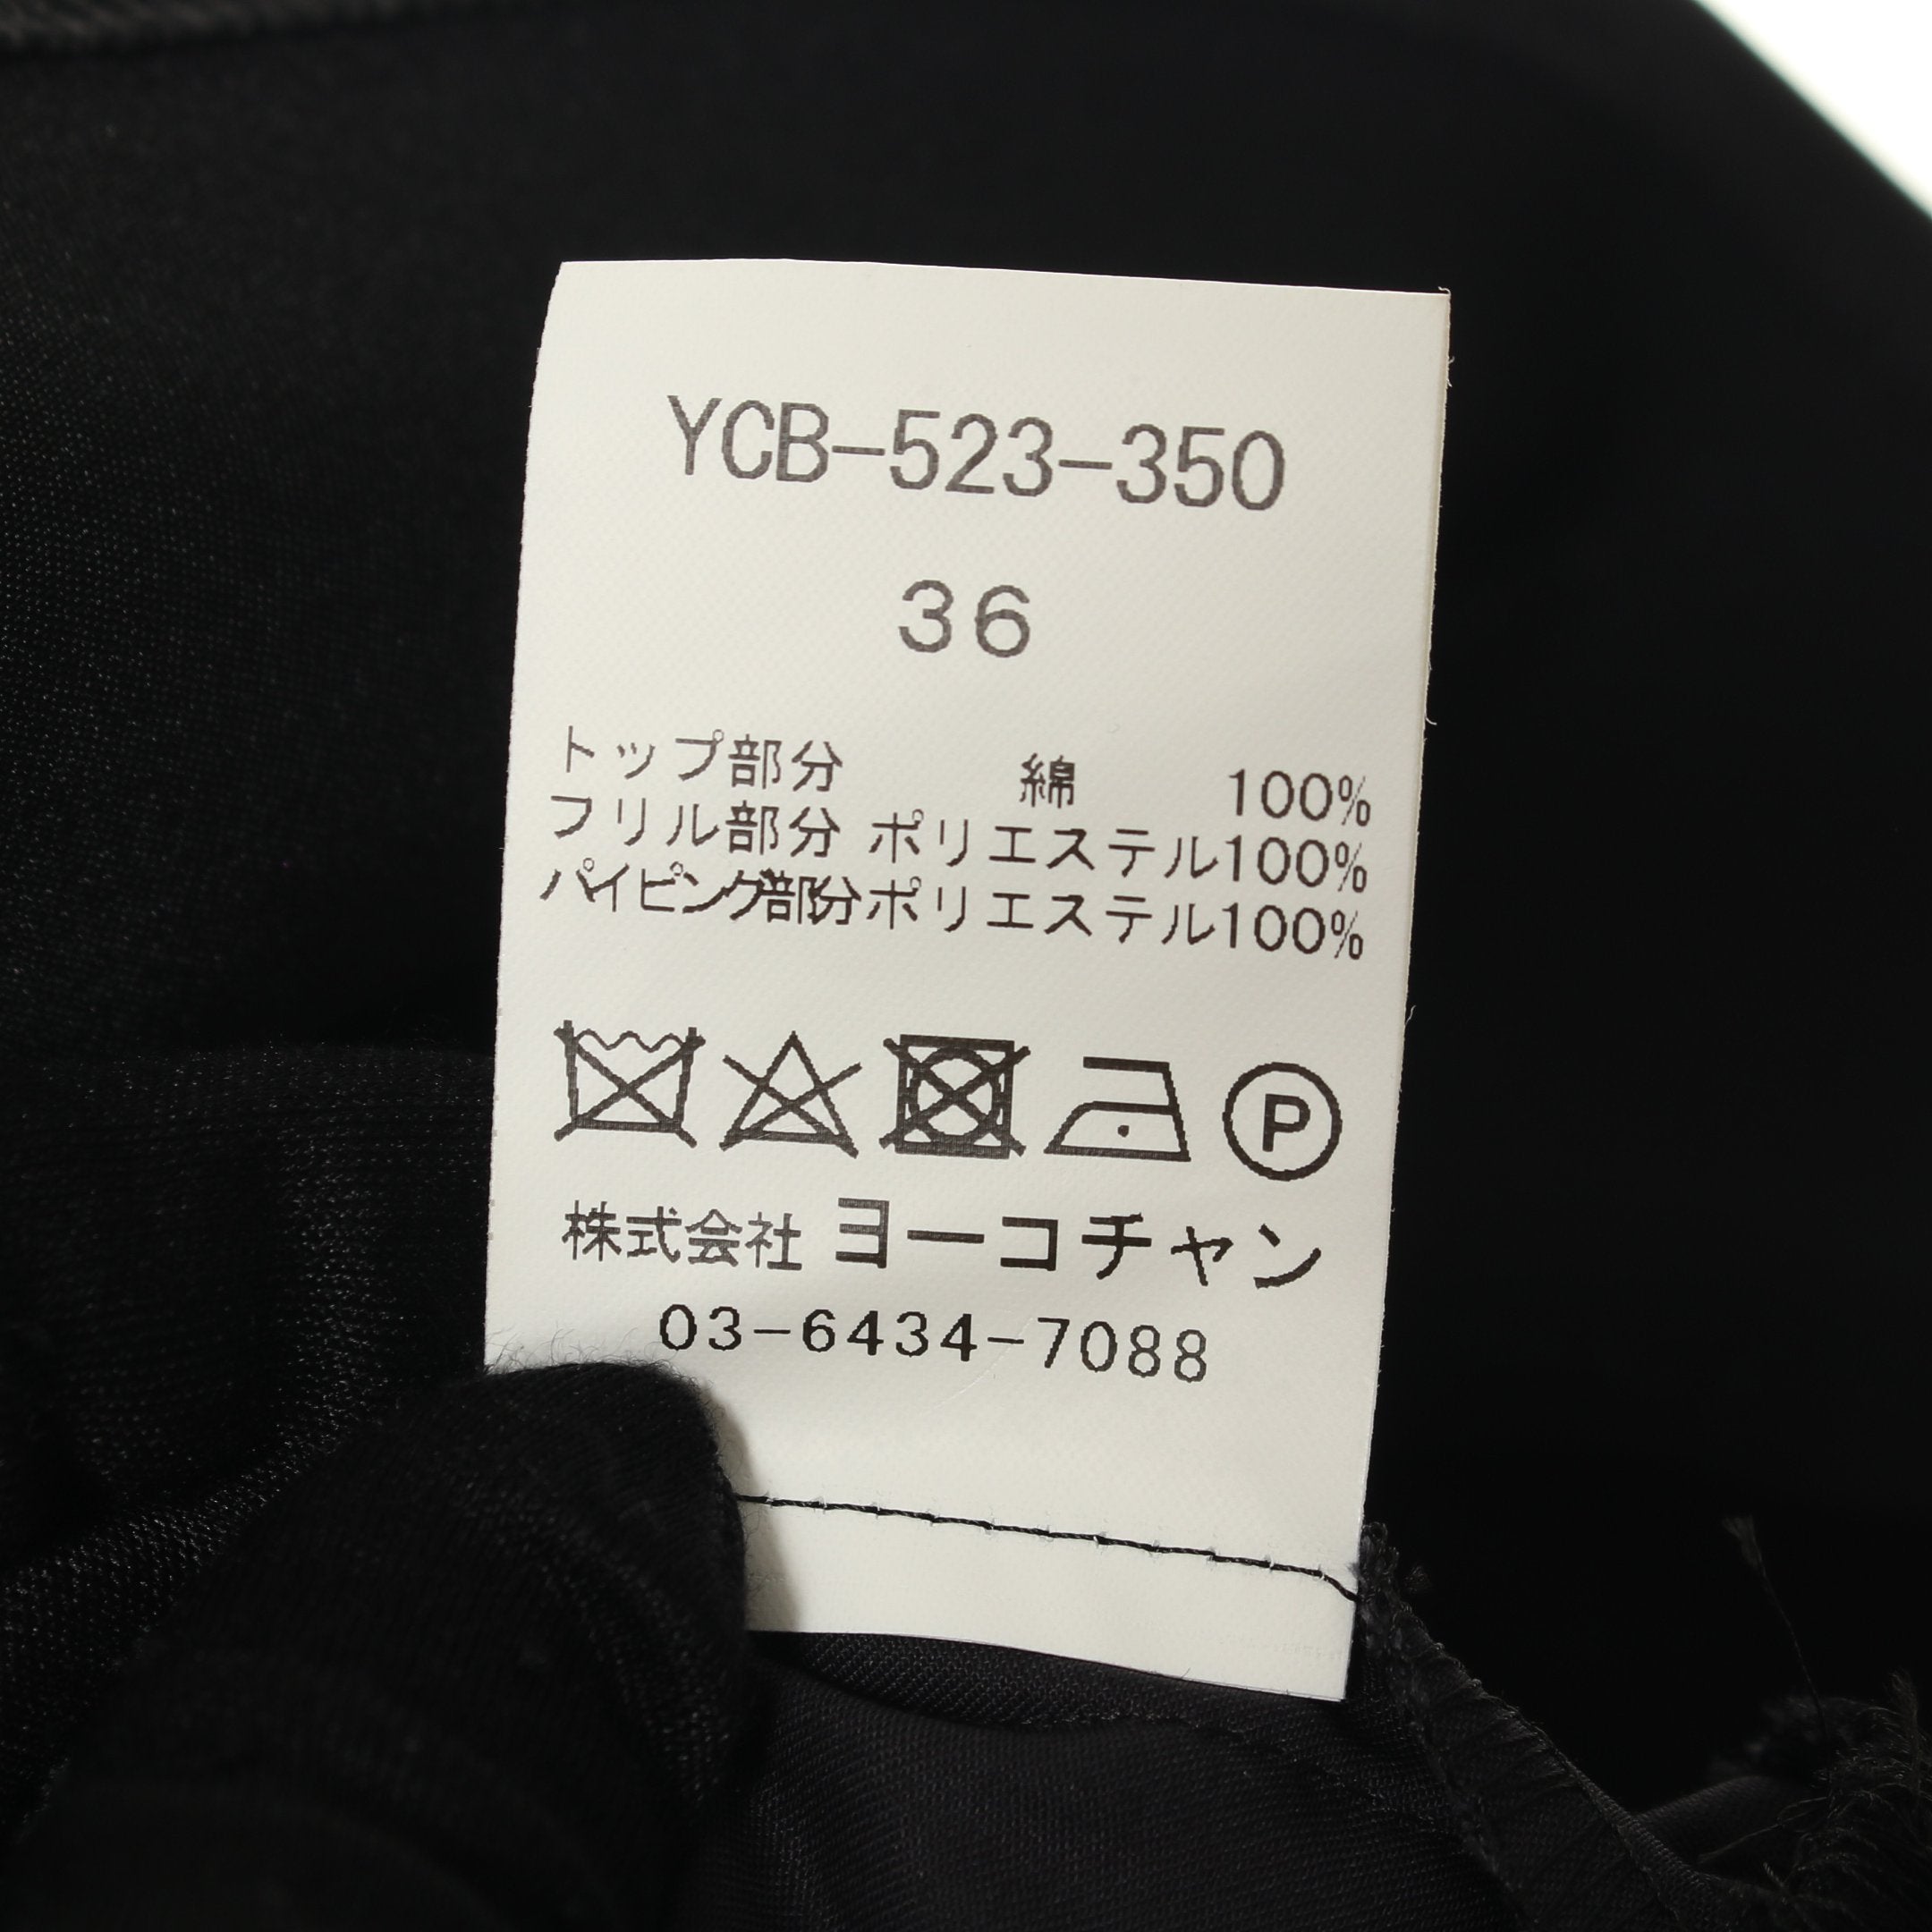 YCB-523-350
36
トップ部分 綿 100%
フリル部分 ポリエステル100%
パイピング部分ポリエステル100%
P
株式会社 ヨーコチャン
03-6434-7088